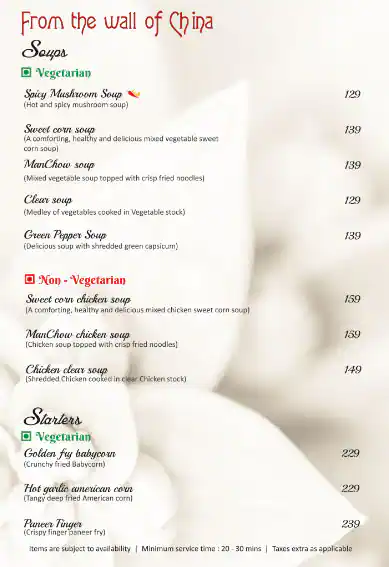 From the wall of China
Soups
Vegetarian
Spicy Mushroom Soup 129
(Hot and spicy mushroom soup)
Sweet corn soup 139
(A comforting, healthy and delicious mixed vegetable sweet
corn soup)
ManChow soup 139
(Mixed vegetable soup topped with crisp fried noodles)
Clear soup 129
(Medley of vegetables cooked in Vegetable stock)
Green Pepper Soup 139
(Delicious soup with shredded green capsicum)
Non - Vegetarian
Sweet corn chicken soup 159
(A comforting, healthy and delicious mixed chicken sweet corn soup)
ManChow chicken soup 159
(Chicken soup topped with crisp fried noodles)
Chicken clear soup 149
(Shredded Chicken cooked in clear Chicken stock)
Starters
Vegetarian
Golden fry babycorn 229
(Crunchy fried Babycorn)
Hot garlic american corn 229
(Tangy deep fried American corn)
Paneer Finger 239
(Crispy finger paneer fry)
Items are subject to availability | Minimum service time : 20 - 30 mins | Taxes extra as applicable